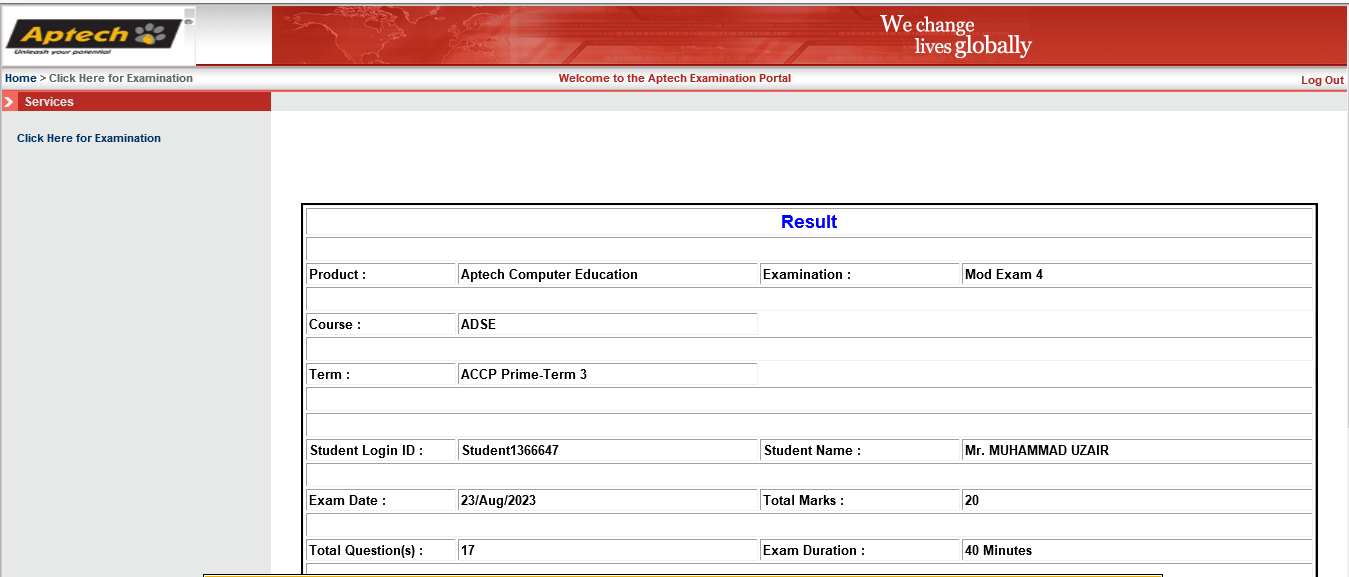 Aptech
Unleash your potential
We change
lives globally
Home > Click Here for Examination
Welcome to the Aptech Examination Portal
Log Out
Services
Click Here for Examination
Result
Product : Aptech Computer Education Examination : Mod Exam 4
Course : ADSE
Term : ACCP Prime-Term 3
Student Login ID : Student1366647 Student Name : Mr. MUHAMMAD UZAIR
Exam Date : 23/Aug/2023 Total Marks : 20
Total Question(s) : 17 Exam Duration : 40 Minutes